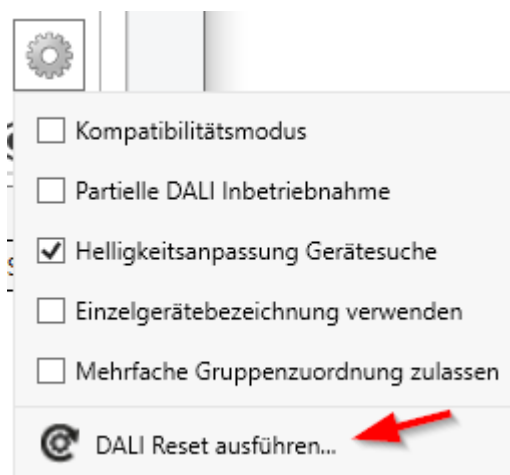 Kompatibilitätsmodus
Partielle DALI Inbetriebnahme
Helligkeitsanpassung Gerätesuche
Einzelgerätebezeichnung verwenden
Mehrfache Gruppenzuordnung zulassen
DALI Reset ausführen...